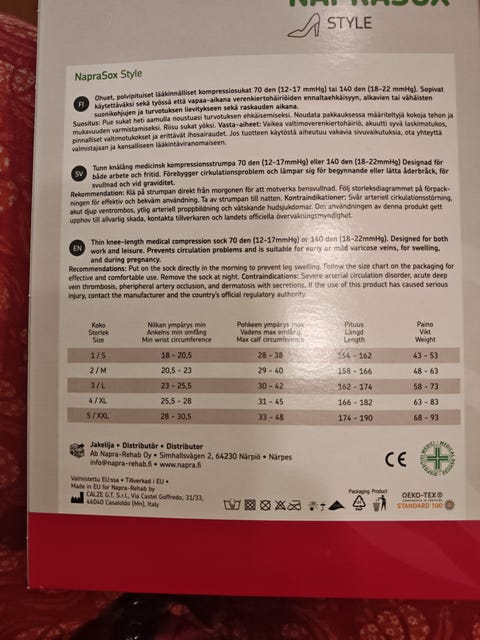 NAPRASOX
STYLE
NapraSox Style
FI
Ohuet, polvipituiset lääkinnälliset kompressiosukat 70 den (12-17 mmHg) tai 140 den (18-22 mmHg). Sopivat
käytettäväksi sekä työssä että vapaa-aikana verenkiertohäiriöiden ennaltaehkäisyyn, alkavien tai vähäisten
suonikohjujen ja turvotuksen lievitykseen sekä raskauden aikana.
Suositus: Pue sukat heti aamulla noustuasi turvotuksen ehkäisemiseksi. Noudata pakkauksessa määriteltyjä kokoja tehon ja
mukavuuden varmistamiseksi. Riisu sukat yöksi. Vasta-aiheet: Vaikea valtimoverenkiertohäiriö, akuutti syvä laskimotukos,
pinnalliset valtimotukokset ja erittävät ihosairaudet. Jos tuotteen käytöstä aiheutuu vakavia sivuvaikutuksia, ota yhteyttä
valmistajaan ja kansalliseen lääkintäviranomaiseen.
SV
Tunn knälång medicinsk kompressionsstrumpa 70 den (12-17mmHg) eller 140 den (18-22mmHg) Designad för
både arbete och fritid. Förebygger cirkulationsproblem och lämpar sig för begynnande eller lätta åderbråck, för
svullnad och vid graviditet.
Rekommendation: Klä på strumpan direkt från morgonen för att motverka bensvullnad. Följ storleksdiagrammet på förpack-
ningen för effektiv och bekväm användning. Ta av strumpan till natten. Kontraindikationer: Svår arteriell cirkulationsstörning,
akut djup ventrombos, ytlig arteriell proppbildning och vätskande hudsjukdomar. Om användningen av denna produkt gett
upphov till allvarlig skada, kontakta tillverkaren och landets officiella övervakningsmyndighet.
EN
Thin knee-length medical compression sock 70 den (12-17mmHg) or 140 den (18-22mmHg). Designed for both
work and leisure. Prevents circulation problems and is suitable for early or mild varicose veins, for swelling,
and during pregnancy.
Recommendations: Put on the sock directly in the morning to prevent leg swelling. Follow the size chart on the packaging for
effective and comfortable use. Remove the sock at night. Contraindications: Severe arterial circulation disorder, acute deep
vein thrombosis, pheripheral artery occlusion, and dermatosis with secretions. If the use of this product has caused serious
injury, contact the manufacturer and the country's official regulatory authority.
Koko Nilkan ympärys min Pohkeen ympärys max Pituus Paino
Storlek Ankelns min omfång Vadens max omfång Längd Vikt
Size Min wrist circumference Max calf circumference Length Weight
1 / S 18 - 20,5 28 - 38 154 - 162 43 - 53
2 / M 20,5 - 23 29 - 40 158 - 166 48 - 63
3 / L 23 - 25,5 30 - 42 162 - 174 58 - 73
4 / XL 25,5 - 28 31 - 45 166 - 182 63 - 83
5 / XXL 28 - 30,5 33 - 48 174 - 190 68 - 93
Jakelija • Distributör • Distributor
Ab Napra-Rehab Oy • Simhallsvägen 2, 64230 Närpiö • Närpes
info@napra-rehab.fi • www.napra.fi
CE
Valmistettu EU:ssa • Tillverkad i EU •
Made in EU for Napra-Rehab by
CALZE G.T. S.r.l., Via Castel Goffredo, 31/33,
46040 Casaloldo (Mn), Italy
Packaging Product
OEKO-TEX®
STANDARD 100